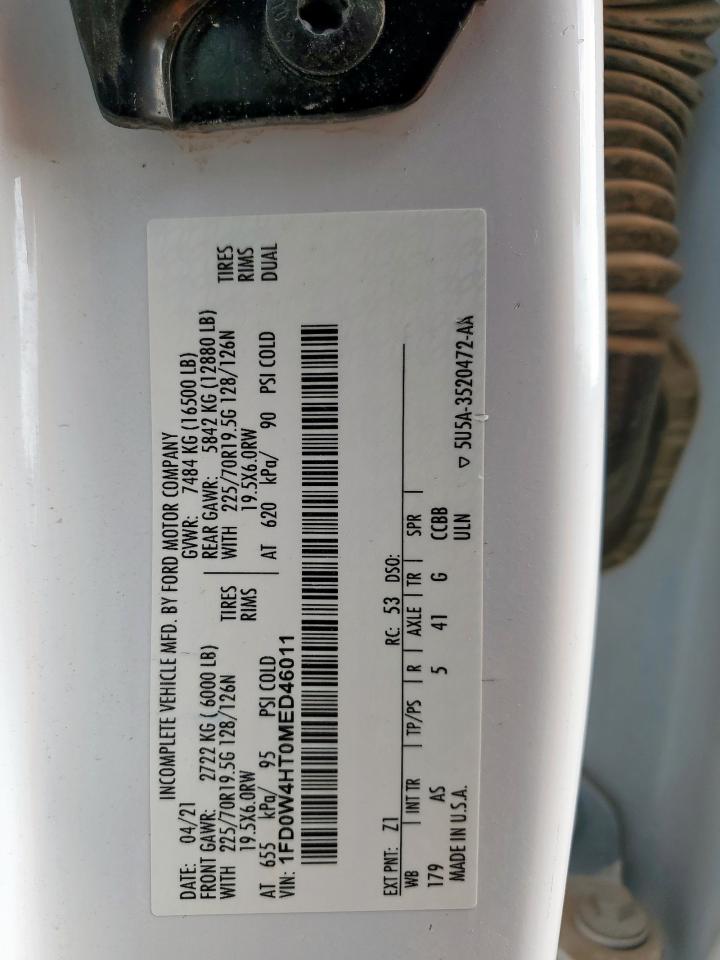 INCOMPLETE VEHICLE MFD. BY FORD MOTOR COMPANY
DATE: 04/21 GVWR: 7484 KG (16500 LB)
FRONT GAWR: 2722 KG ( 6000 LB) REAR GAWR: 5842 KG (12880 LB)
WITH 225/70R19.5G 128/126N TIRES WITH 225/70R19.5G 128/126N TIRES
19.5X6.0RW RIMS 19.5X6.0RW RIMS
AT 655 kPa/ 95 PSI COLD AT 620 kPa/ 90 PSI COLD DUAL
VIN: 1FD0W4HT0MED46011
EXT PNT: Z1 RC: 53 DSO:
WB INT TR TP/PS R AXLE TR SPR
179 AS 5 41 G CCBB
MADE IN U.S.A. ULN
▽ 5U5A-3520472-AA